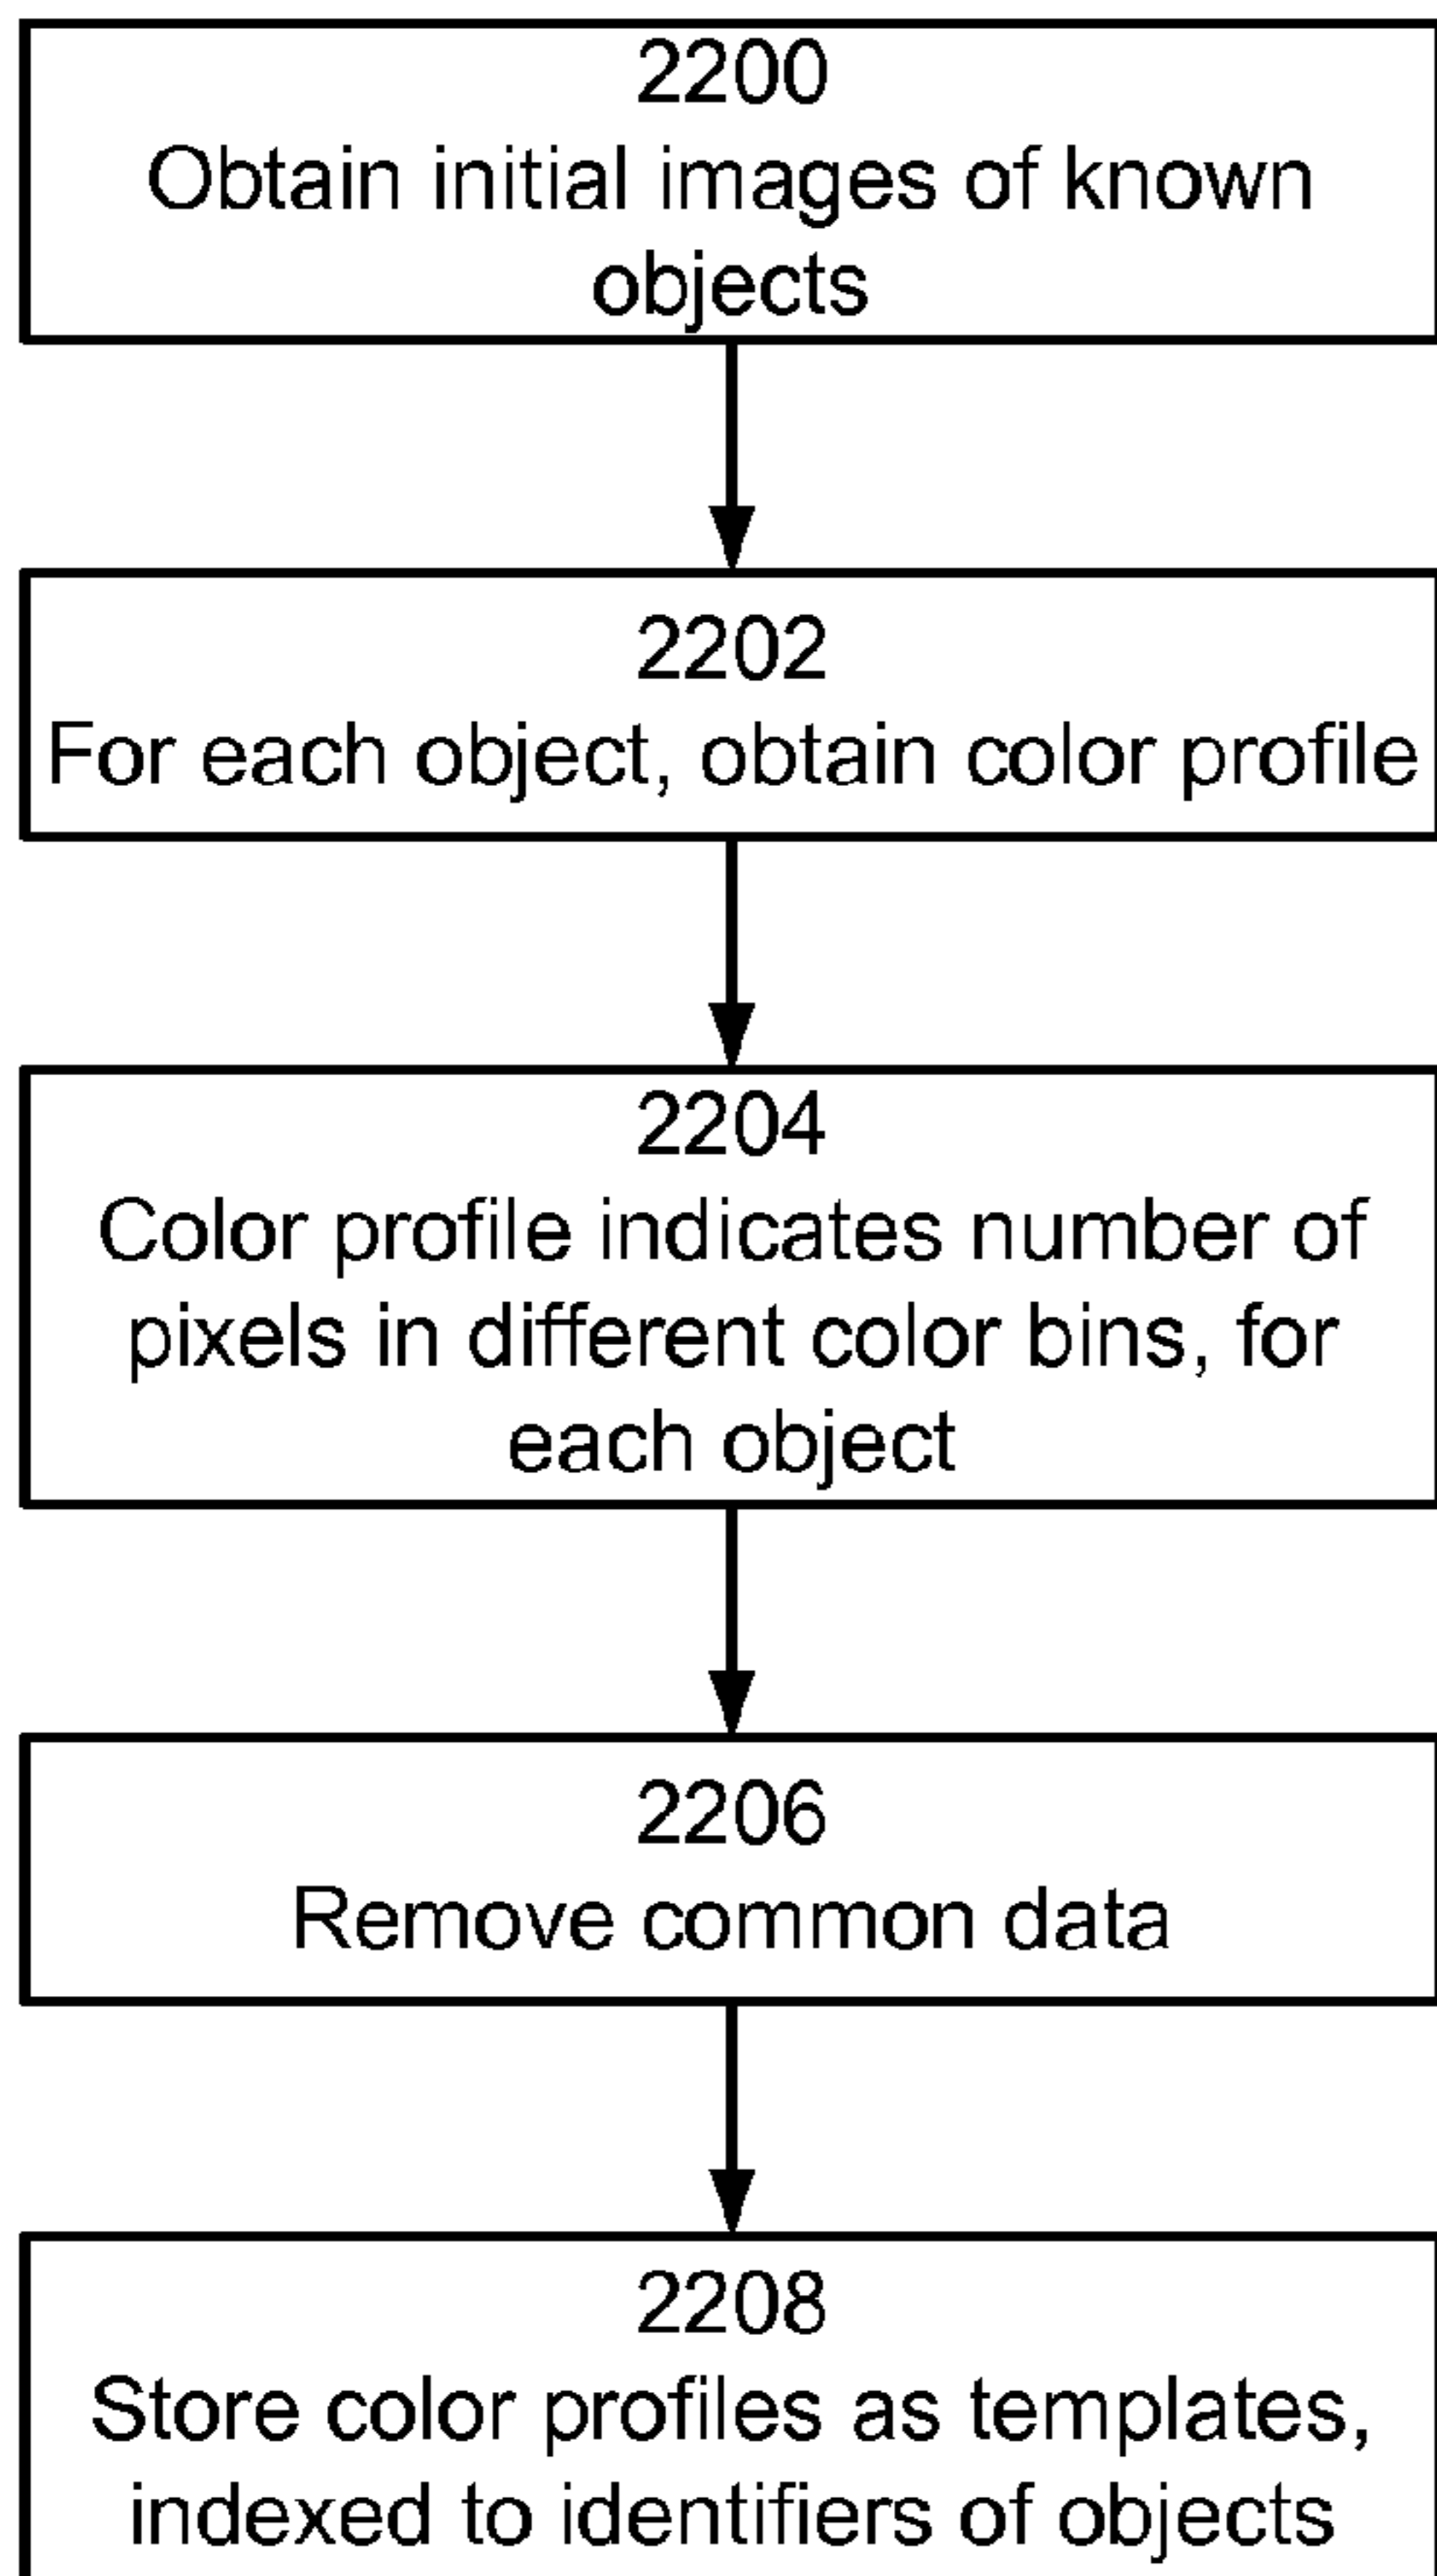 2200
Obtain initial images of known
objects
2202
For each object, obtain color profile
2204
Color profile indicates number of
pixels in different color bins, for
each object
2206
Remove common data
2208
Store color profiles as templates,
indexed to identifiers of objects